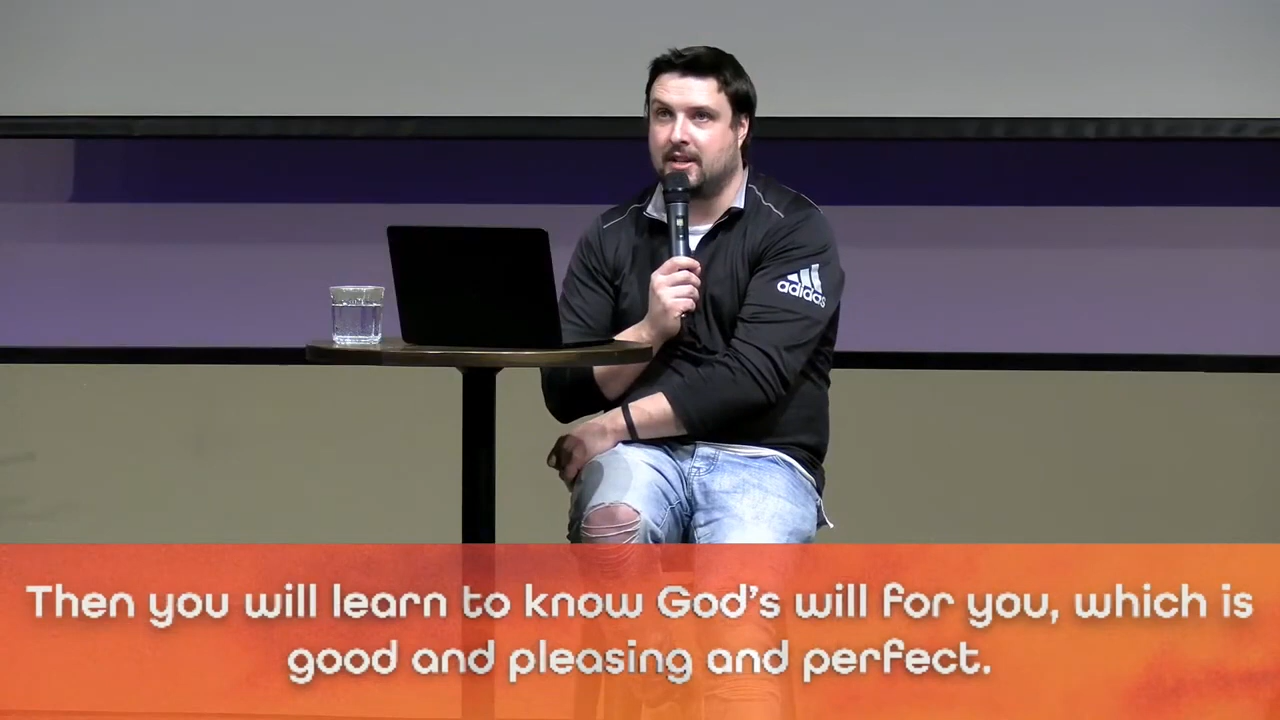 adidas
Then you will learn to know God's will for you, which is
good and pleasing and perfect.